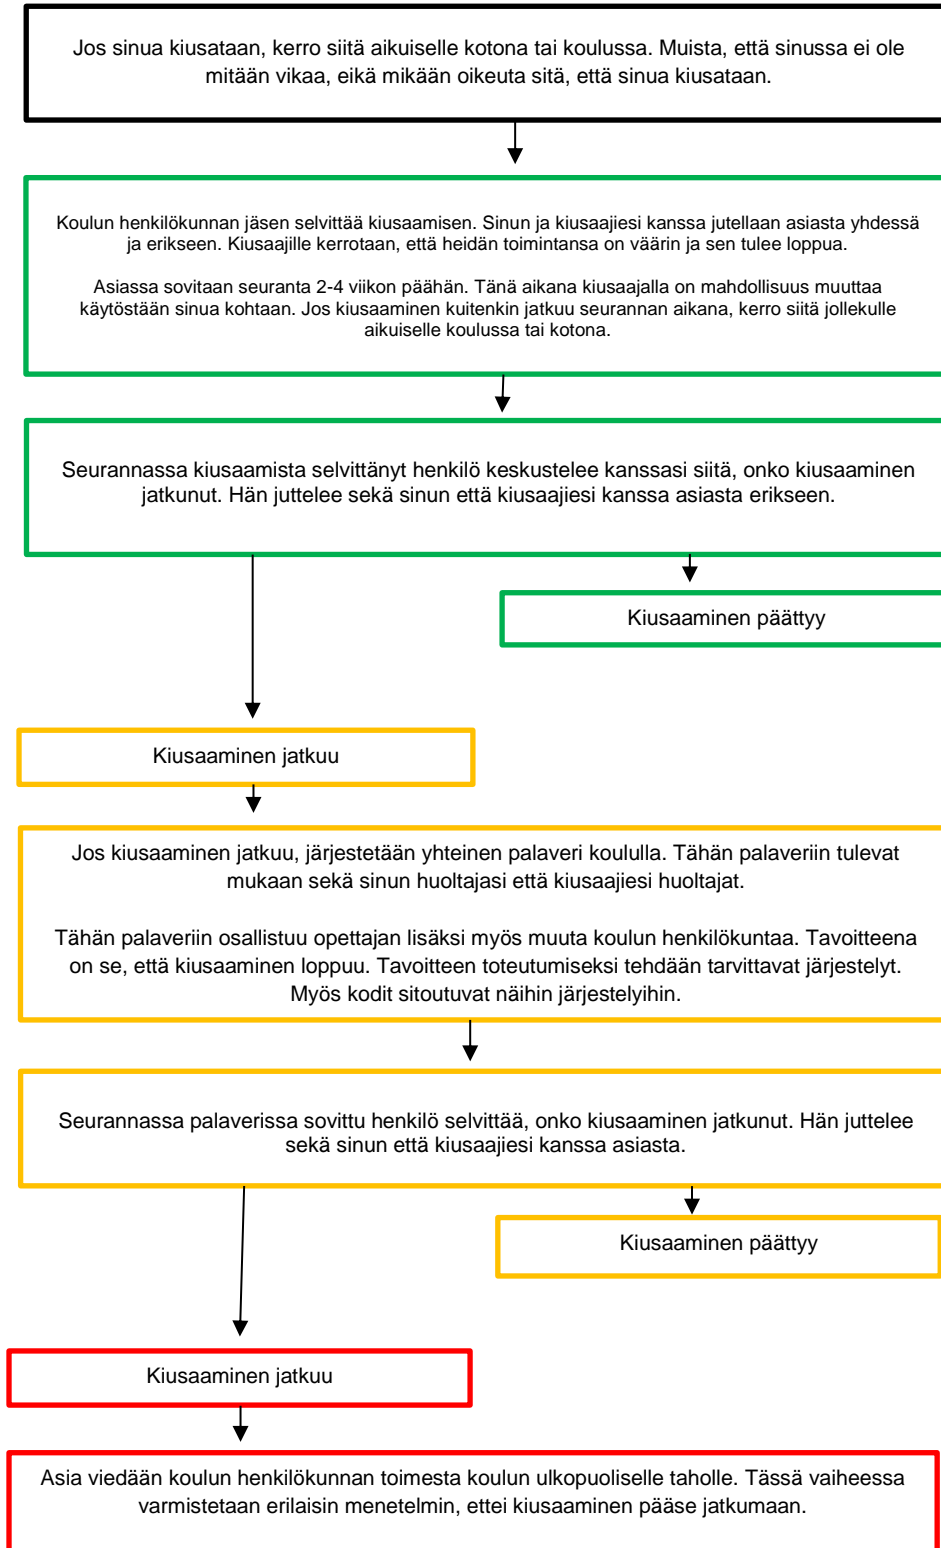 Jos sinua kiusataan, kerro siitä aikuiselle kotona tai koulussa. Muista, että sinussa ei ole
mitään vikaa, eikä mikään oikeuta sitä, että sinua kiusataan.
Koulun henkilökunnan jäsen selvittää kiusaamisen. Sinun ja kiusaajiesi kanssa jutellaan asiasta yhdessä
ja erikseen. Kiusaajille kerrotaan, että heidän toimintansa on väärin ja sen tulee loppua.
Asiassa sovitaan seuranta 2-4 viikon päähän. Tänä aikana kiusaajalla on mahdollisuus muuttaa
käytöstään sinua kohtaan. Jos kiusaaminen kuitenkin jatkuu seurannan aikana, kerro siitä jollekulle
aikuiselle koulussa tai kotona.
Seurannassa kiusaamista selvittänyt henkilö keskustelee kanssasi siitä, onko kiusaaminen
jatkunut. Hän juttelee sekä sinun että kiusaajiesi kanssa asiasta erikseen.
Kiusaaminen päättyy
Kiusaaminen jatkuu
Jos kiusaaminen jatkuu, järjestetään yhteinen palaveri koululla. Tähän palaveriin tulevat
mukaan sekä sinun huoltajasi että kiusaajiesi huoltajat.
Tähän palaveriin osallistuu opettajan lisäksi myös muuta koulun henkilökuntaa. Tavoitteena
on se, että kiusaaminen loppuu. Tavoitteen toteutumiseksi tehdään tarvittavat järjestelyt.
Myös kodit sitoutuvat näihin järjestelyihin.
Seurannassa palaverissa sovittu henkilö selvittää, onko kiusaaminen jatkunut. Hän juttelee
sekä sinun että kiusaajiesi kanssa asiasta.
Kiusaaminen päättyy
Kiusaaminen jatkuu
Asia viedään koulun henkilökunnan toimesta koulun ulkopuoliselle taholle. Tässä vaiheessa
varmistetaan erilaisin menetelmin, ettei kiusaaminen pääse jatkumaan.